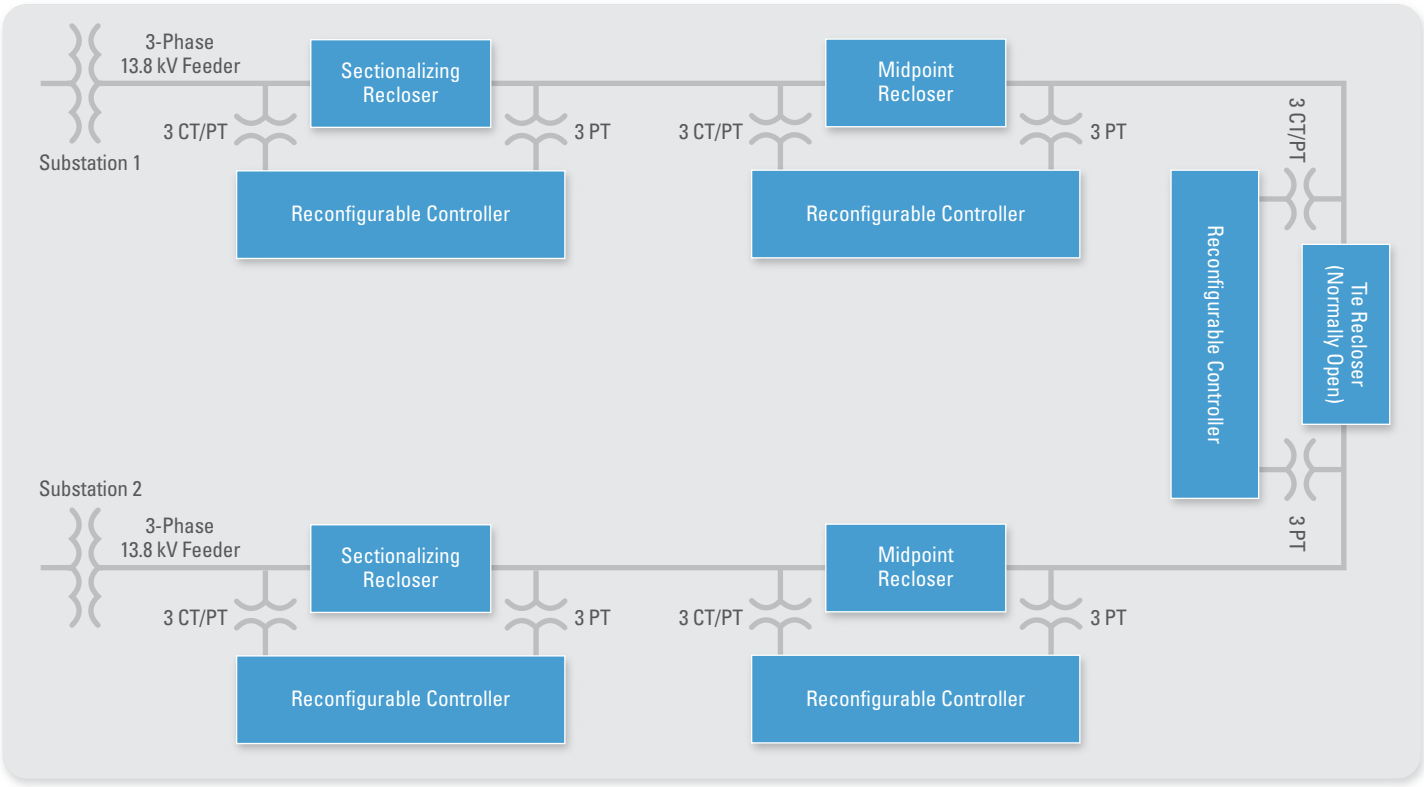 3-Phase
13.8 kV Feeder
Sectionalizing
Recloser
Midpoint
Recloser
3 CT/PT
3 PT
3 CT/PT
3 PT
3 CT/PT
Substation 1
Reconfigurable Controller
Reconfigurable Controller
Reconfigurable Controller
Tie Recloser
(Normally Open)
Substation 2
3-Phase
13.8 kV Feeder
Sectionalizing
Recloser
Midpoint
Recloser
3 PT
3 CT/PT
3 PT
3 CT/PT
3 PT
Reconfigurable Controller
Reconfigurable Controller